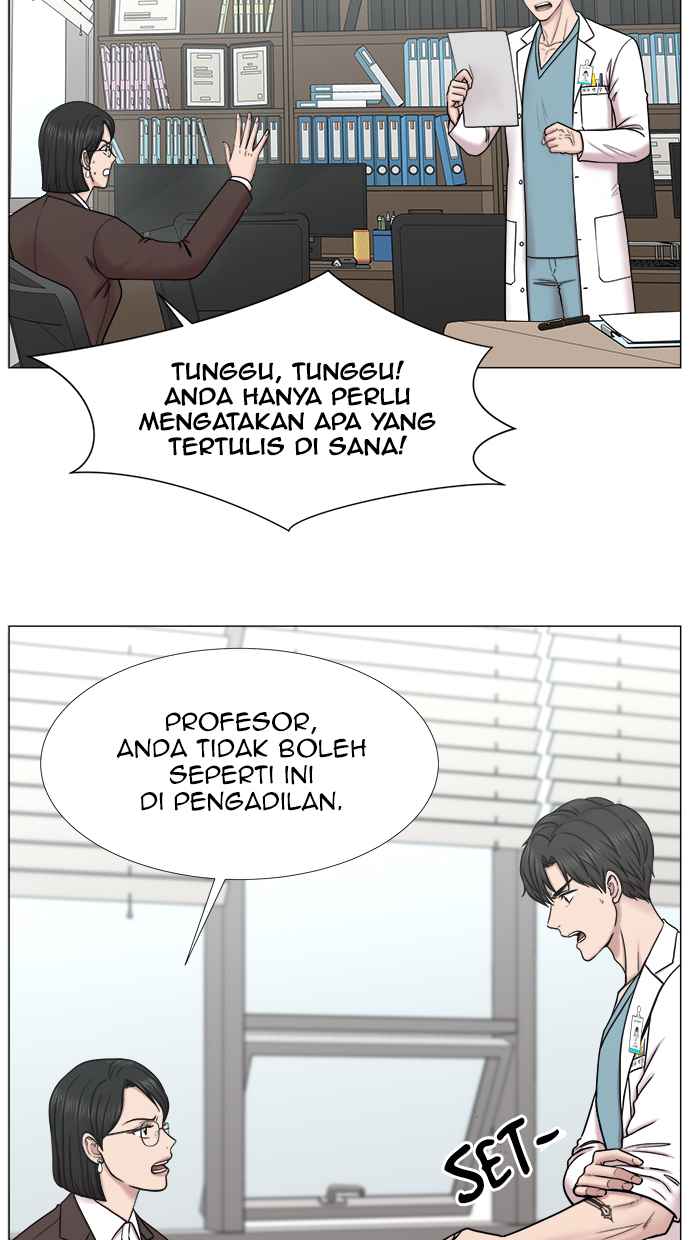 TUNGGU, TUNGGU!
ANDA HANYA PERLU
MENGATAKAN APA YANG
TERTULIS DI SANA!
PROFESOR,
ANDA TIDAK BOLEH
SEPERTI INI
DI PENGADILAN.
SET-